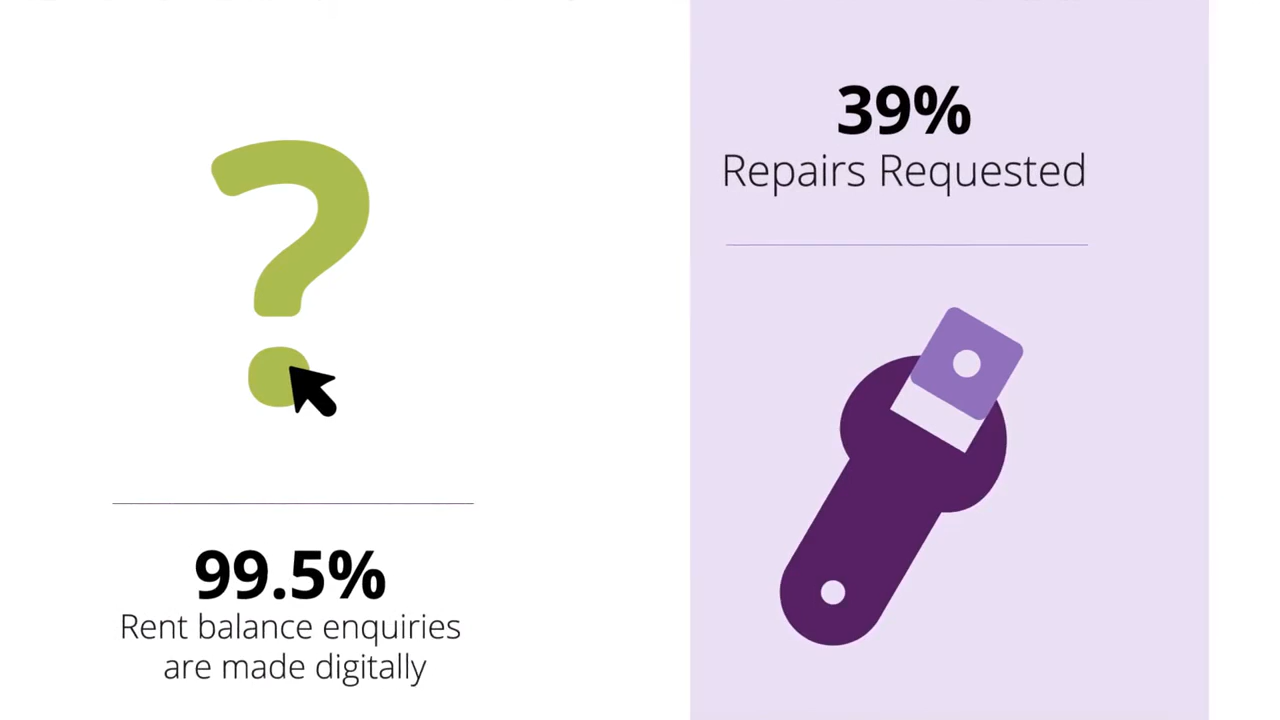 99.5%
Rent balance enquiries
are made digitally
39%
Repairs Requested